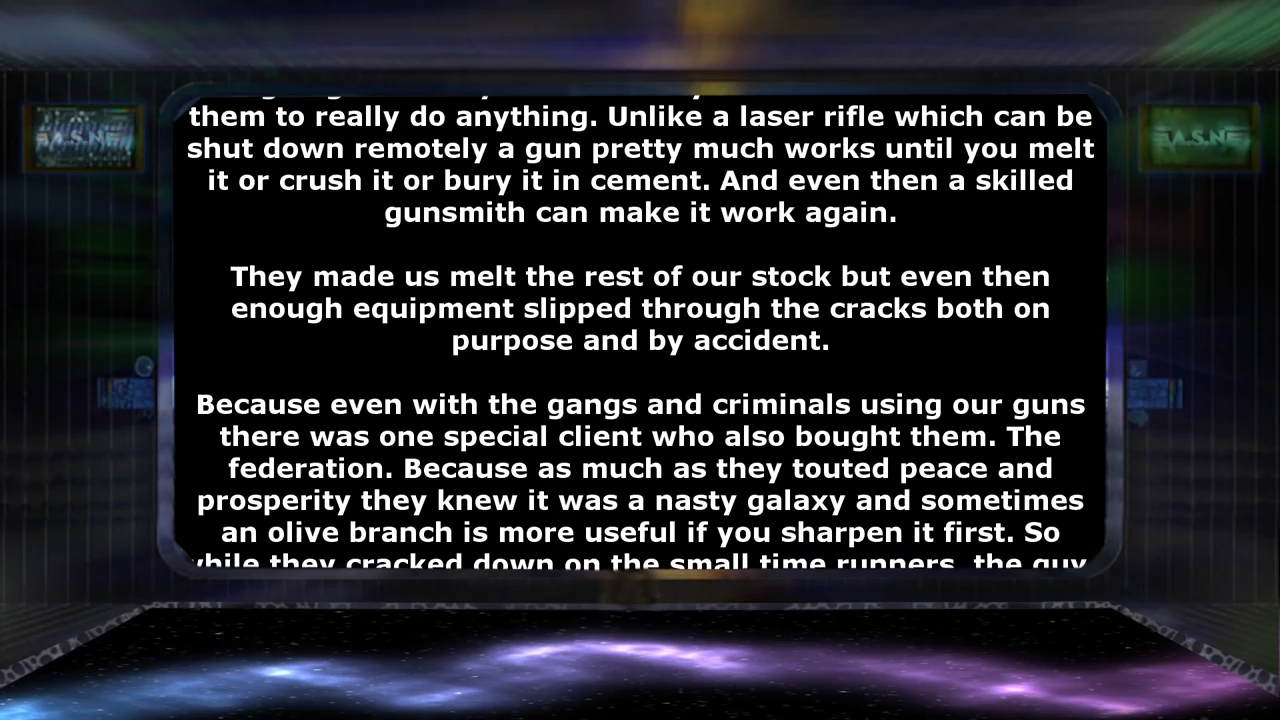 them to really do anything. Unlike a laser rifle which can be
shut down remotely a gun pretty much works until you melt
it or crush it or bury it in cement. And even then a skilled
gunsmith can make it work again.
They made us melt the rest of our stock but even then
enough equipment slipped through the cracks both on
purpose and by accident.
Because even with the gangs and criminals using our guns
there was one special client who also bought them. The
federation. Because as much as they touted peace and
prosperity they knew it was a nasty galaxy and sometimes
an olive branch is more useful if you sharpen it first. So
while they cracked down on the small time runners, the guy
A.S.N
A.S.N